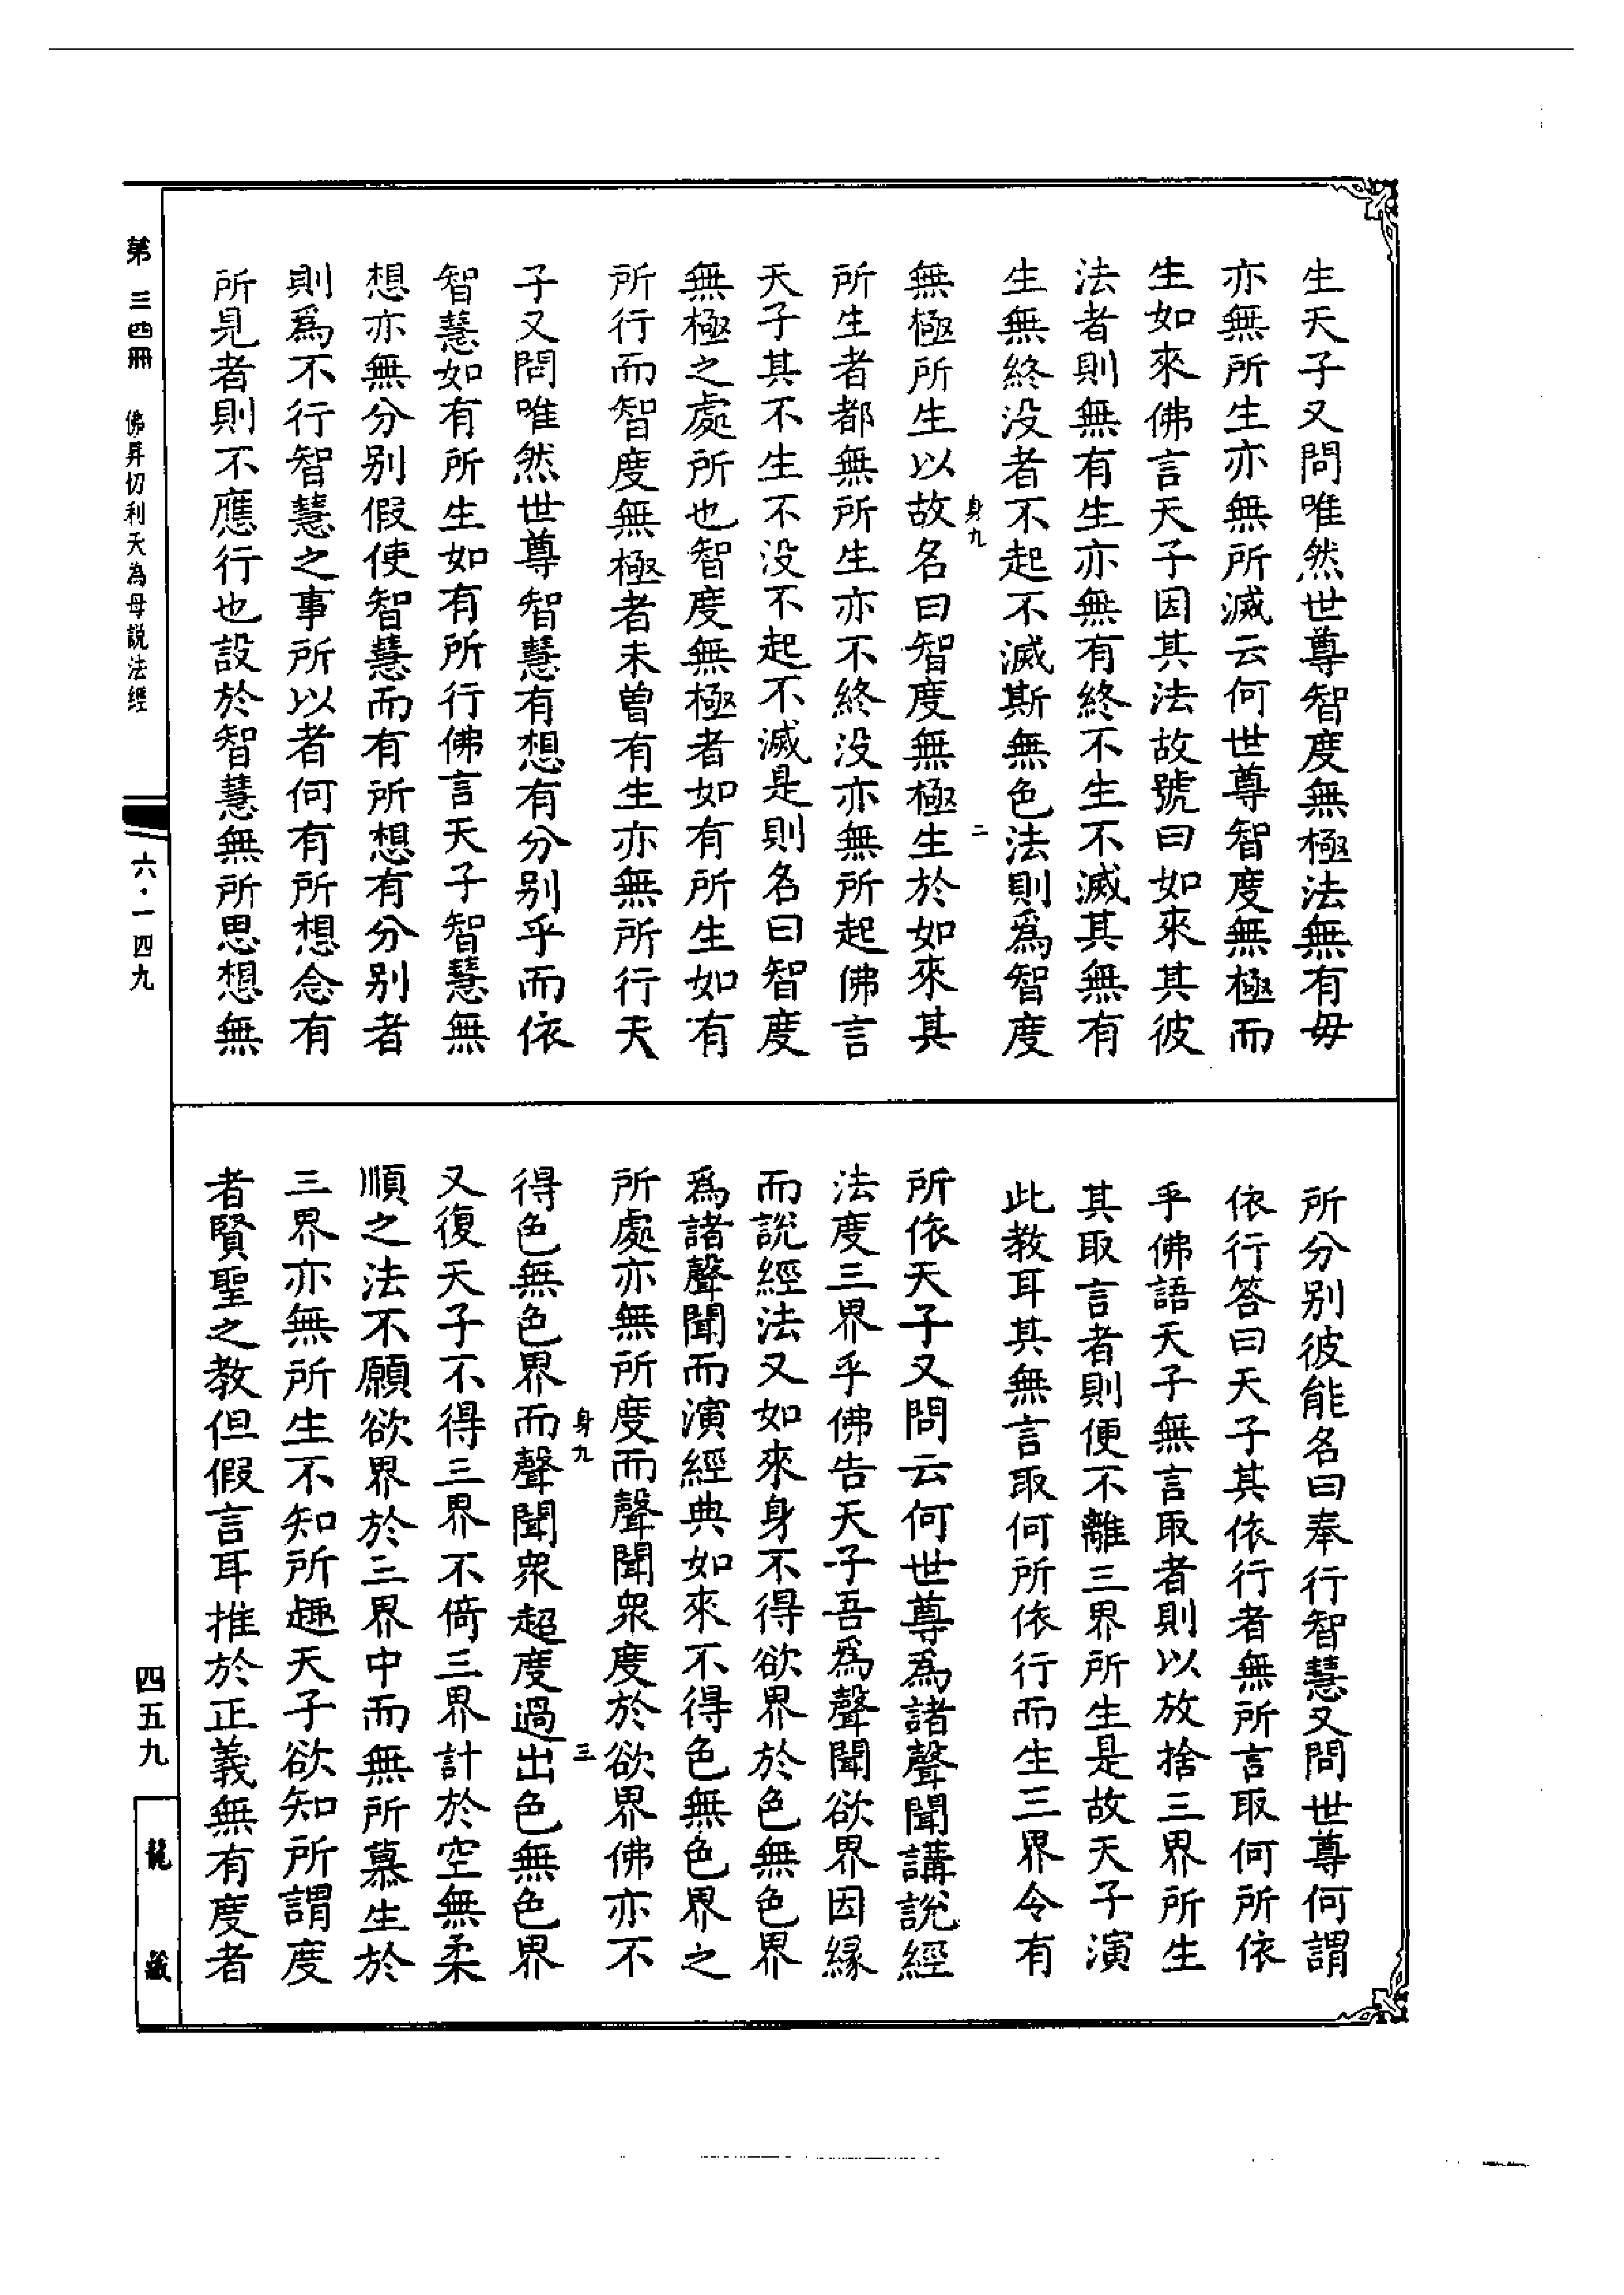 生天子又問唯然世尊智度無極法無有毋
亦無所生亦無所滅云何世尊智度無極而
生如來佛言天子因其法故號曰如來其彼
法者則無有生亦無有終不生不滅其無有
生無終没者不起不滅斯無色法則爲智度
身九
二
無極所生以故名曰智度無極生於如來其
所生者都無所生亦不終没亦無所起佛言
天子其不生不没不起不滅是則名曰智度
無極之處所也智度無極者如有所生如有
所行而智度無極者未曾有生亦無所行天
子又問唯然世尊智慧有想有分别乎而依
智慧如有所生如有所行佛言天子智慧無
想亦無分别假使智慧而有所想有分别者
則爲不行智慧之事所以者何有所想念有
所見者則不應行也設於智慧無所思想無
所分别彼能名曰奉行智慧又問世尊何謂
依行答曰天子其依行者無所言取何所依
乎佛語天子無言取者則以放捨三界所生
其取言者則便不離三界所生是故天子演
此教耳其無言取何所依行而生三界令有
所依天子又問云何世尊爲諸聲聞講說經
法度三界乎佛告天子吾爲聲聞欲界因緣
而說經法又如來身不得欲界於色無色界
爲諸聲聞而演經典如來不得色無色界之
所處亦無所度而聲聞衆度於欲界佛亦不
身九
三
得色無色界而聲聞衆超度過出色無色界
又復天子不得三界不倚三界計於空無柔
順之法不願欲界於三界中而無所慕生於
三界亦無所生不知所趣天子欲知所謂度
者賢聖之教但假言耳推於正義無有度者
第三四冊
佛昇忉利天為母説法經
六·一四九
四五九
龍藏